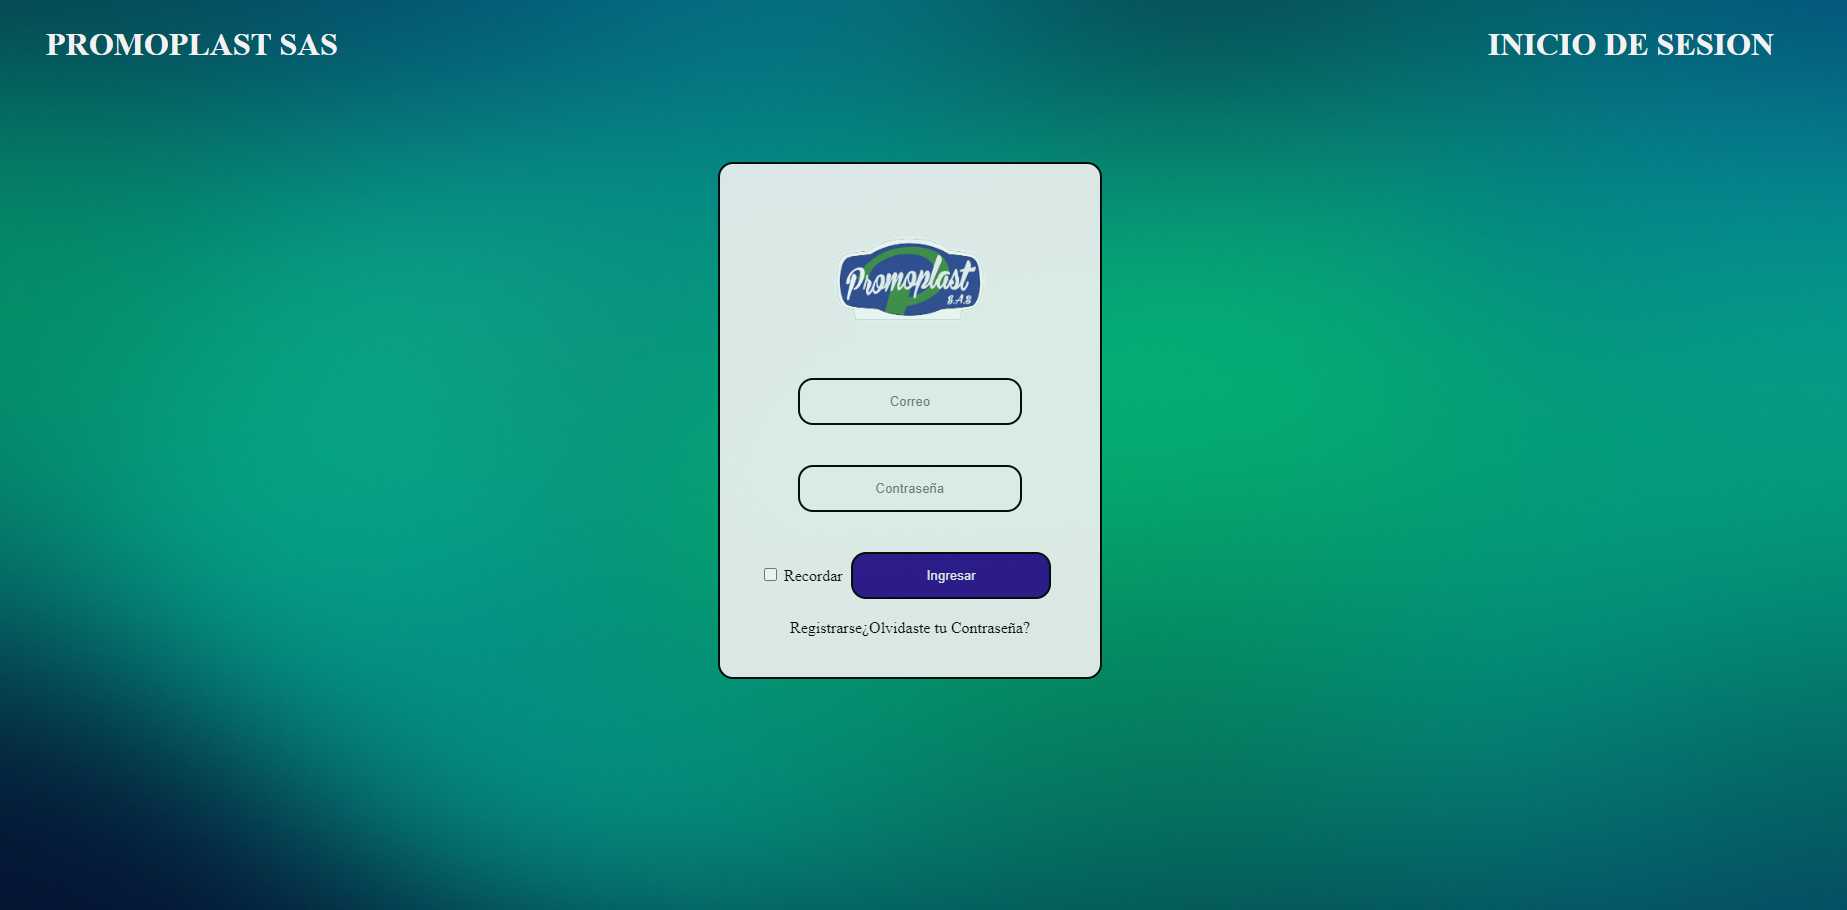 PROMOPLAST SAS
INICIO DE SESION
Promoplast
S.A.S
Correo
Contraseña
Recordar
Ingresar
Registrarse¿Olvidaste tu Contraseña?